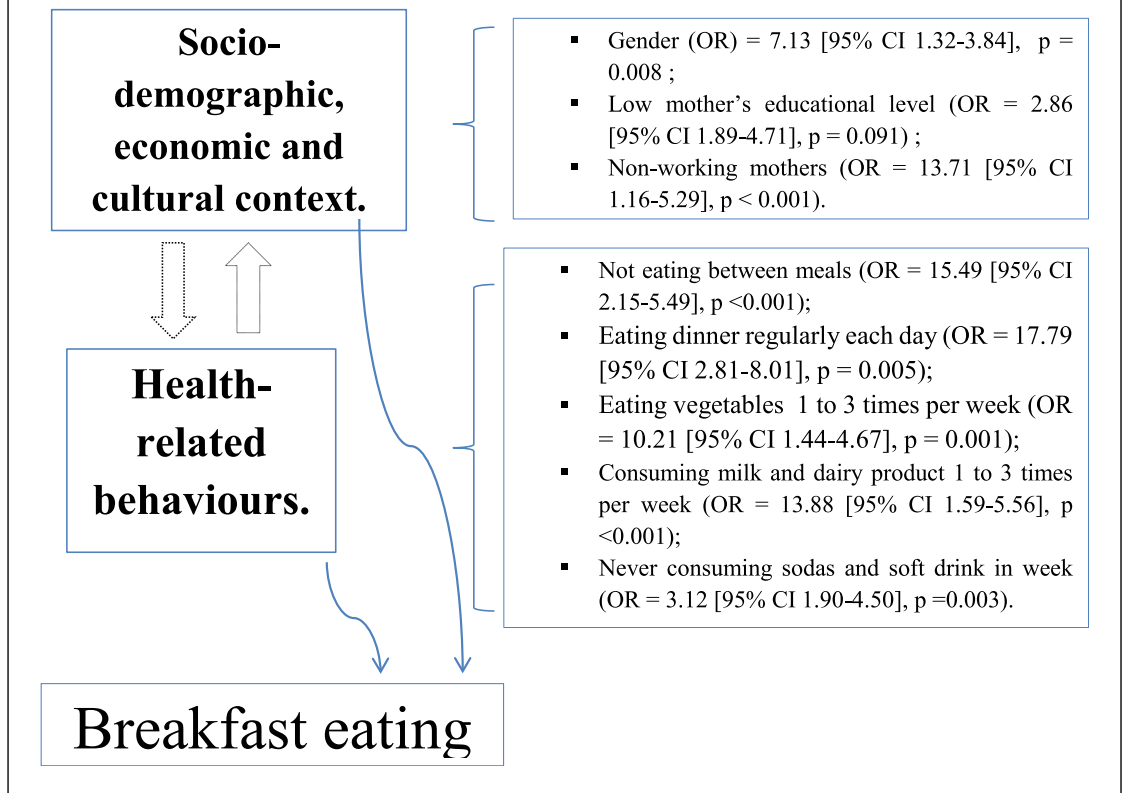 Socio-
demographic,
economic and
cultural context.
▪ Gender (OR) = 7.13 [95% CI 1.32-3.84], p =
0.008 ;
▪ Low mother’s educational level (OR = 2.86
[95% CI 1.89-4.71], p = 0.091) ;
▪ Non-working mothers (OR = 13.71 [95% CI
1.16-5.29], p < 0.001).
Health-
related
behaviours.
▪ Not eating between meals (OR = 15.49 [95% CI
2.15-5.49], p <0.001);
▪ Eating dinner regularly each day (OR = 17.79
[95% CI 2.81-8.01], p = 0.005);
▪ Eating vegetables 1 to 3 times per week (OR
= 10.21 [95% CI 1.44-4.67], p = 0.001);
▪ Consuming milk and dairy product 1 to 3 times
per week (OR = 13.88 [95% CI 1.59-5.56], p
<0.001);
▪ Never consuming sodas and soft drink in week
(OR = 3.12 [95% CI 1.90-4.50], p =0.003).
Breakfast eating